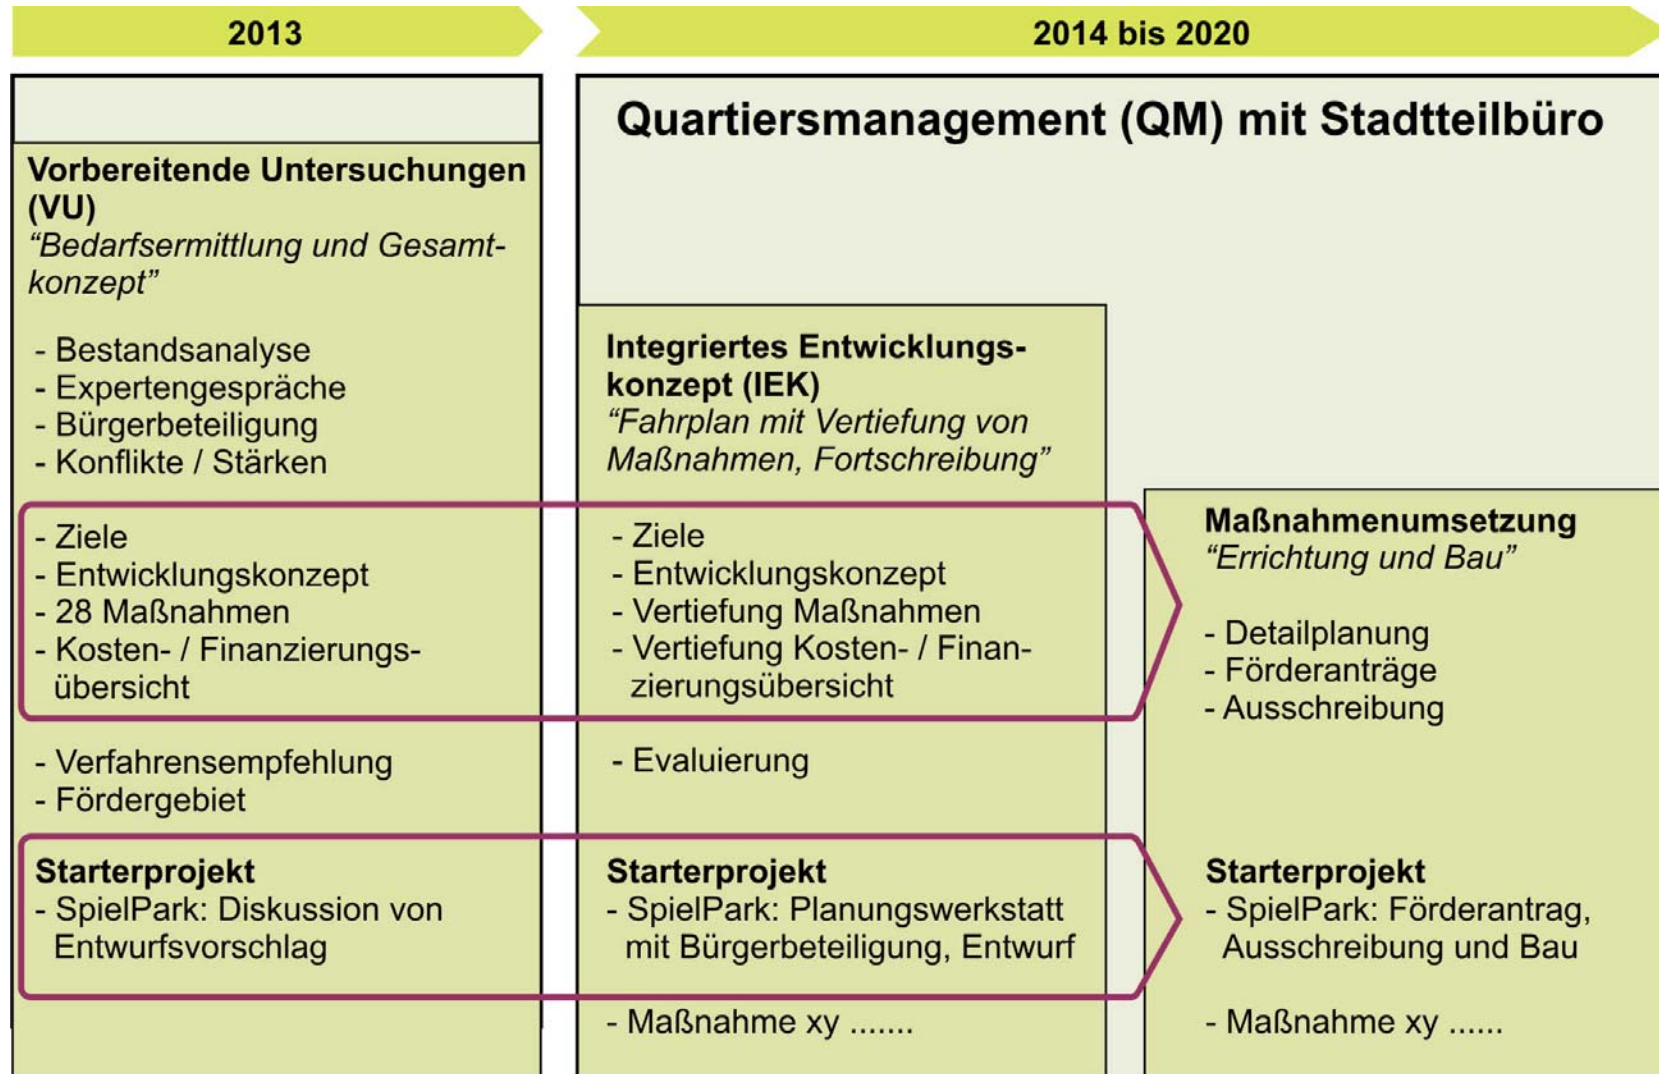 2013
2014 bis 2020
Quartiersmanagement (QM) mit Stadtteilbüro
Vorbereitende Untersuchungen
(VU)
“Bedarfsermittlung und Gesamt-
konzept”
- Bestandsanalyse
- Expertengespräche
- Bürgerbeteiligung
- Konflikte / Stärken
- Ziele
- Entwicklungskonzept
- 28 Maßnahmen
- Kosten- / Finanzierungs-
übersicht
- Verfahrensempfehlung
- Fördergebiet
Starterprojekt
- SpielPark: Diskussion von
Entwurfsvorschlag
Integriertes Entwicklungs-
konzept (IEK)
“Fahrplan mit Vertiefung von
Maßnahmen, Fortschreibung”
- Ziele
- Entwicklungskonzept
- Vertiefung Maßnahmen
- Vertiefung Kosten- / Finan-
zierungsübersicht
- Evaluierung
Starterprojekt
- SpielPark: Planungswerkstatt
mit Bürgerbeteiligung, Entwurf
- Maßnahme xy .......
Maßnahmenumsetzung
“Errichtung und Bau”
- Detailplanung
- Förderanträge
- Ausschreibung
Starterprojekt
- SpielPark: Förderantrag,
Ausschreibung und Bau
- Maßnahme xy ......